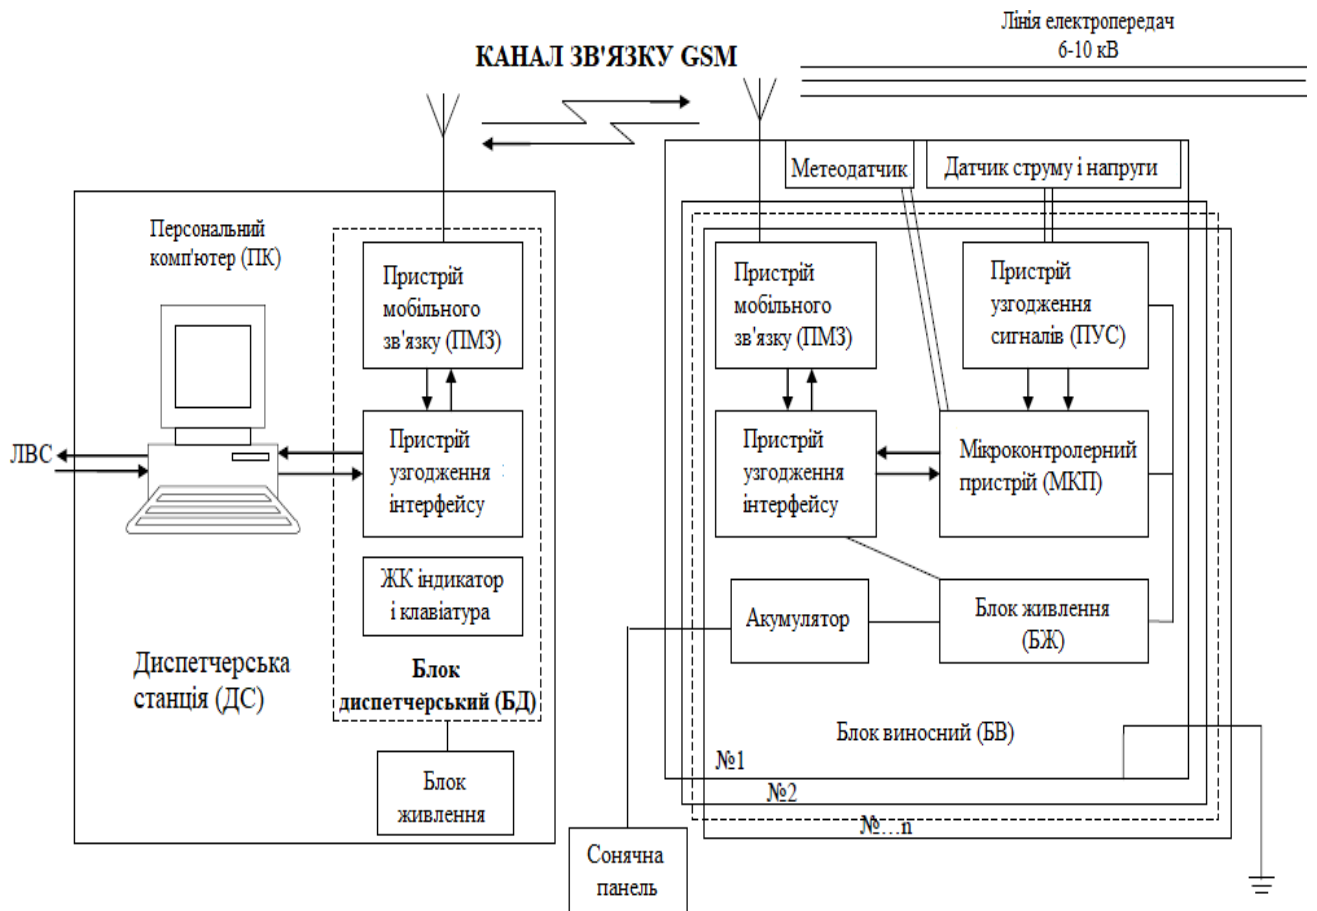 Лінія електропередач
6-10 кВ
КАНАЛ ЗВ'ЯЗКУ GSM
Метеодатчик
Датчик струму і напруги
Персональний
комп'ютер (ПК)
Пристрій
мобільного
зв'язку (ПМЗ)
Пристрій
мобільного
зв'язку (ПМЗ)
Пристрій
узгодження
сигналів (ПУС)
ЛВС
Пристрій
узгодження
інтерфейсу
Пристрій
узгодження
інтерфейсу
Мікроконтролерний
пристрій (МКП)
ЖК індикатор
і клавіатура
Акумулятор
Блок живлення
(БЖ)
Диспетчерська
станція (ДС)
Блок
диспетчерський (БД)
Блок виносний (БВ)
Блок
живлення
№1
№2
№...n
Сонячна
панель